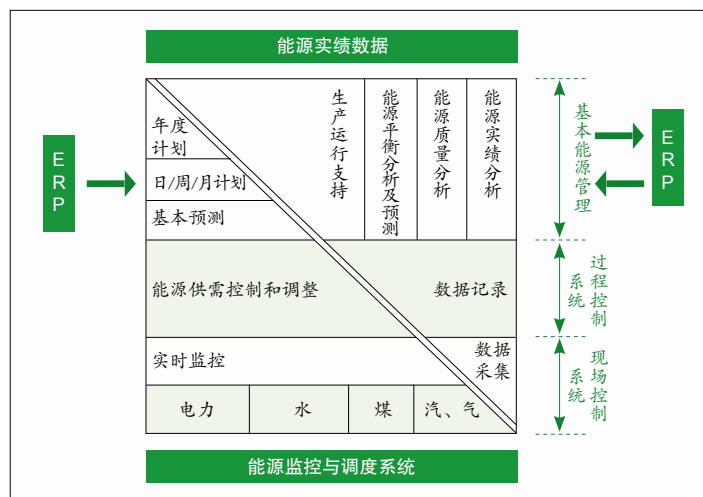 能源实绩数据
ERP
年度
计划
日/周/月计划
基本预测
生产运行支持
能源平衡分析及预测
能源质量分析
能源实绩分析
基本能源管理
ERP
能源供需控制和调整
数据记录
过程控制
系统
实时监控
数据
采集
现场控制
系统
电力
水
煤
汽、气
能源监控与调度系统